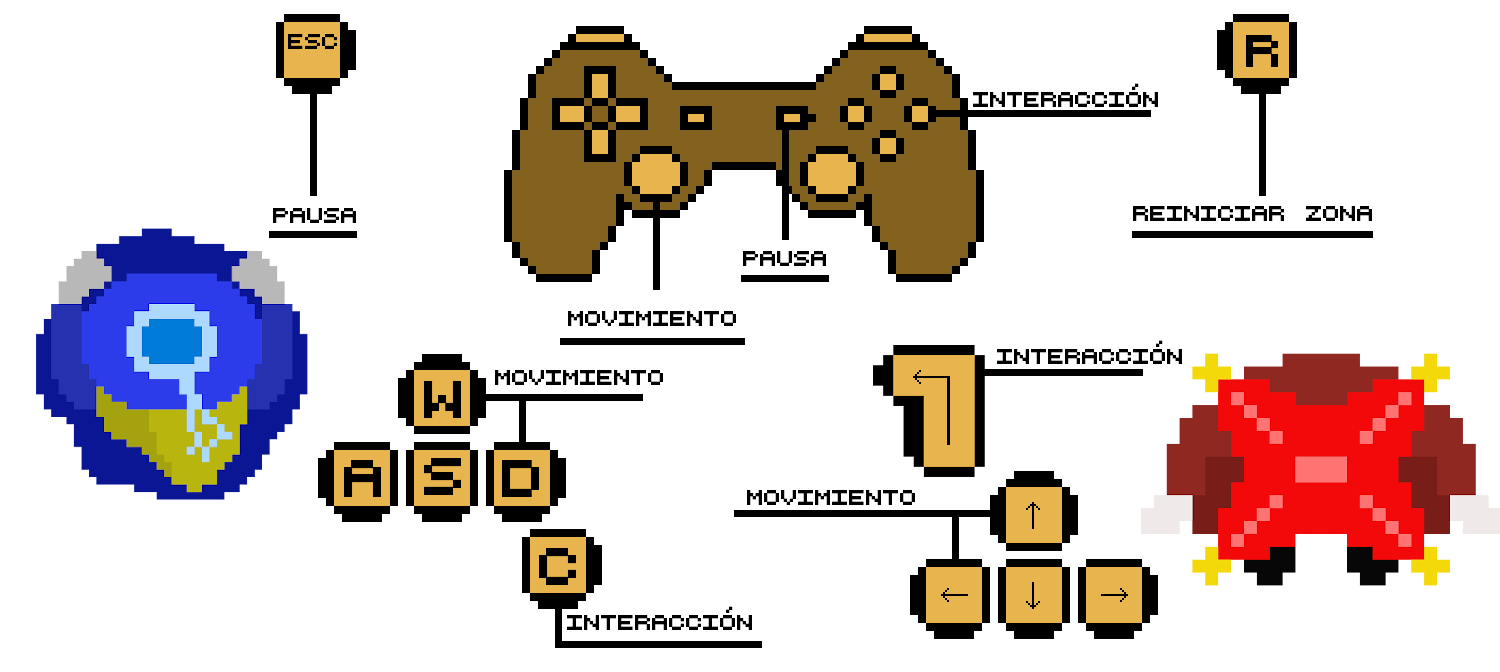 ESC
R
INTERACCIÓN
PAUSA
REINICIAR ZONA
PAUSA
MOVIMIENTO
INTERACCIÓN
W
MOVIMIENTO
A S D
MOVIMIENTO
↑
C
← ↓ →
INTERACCIÓN